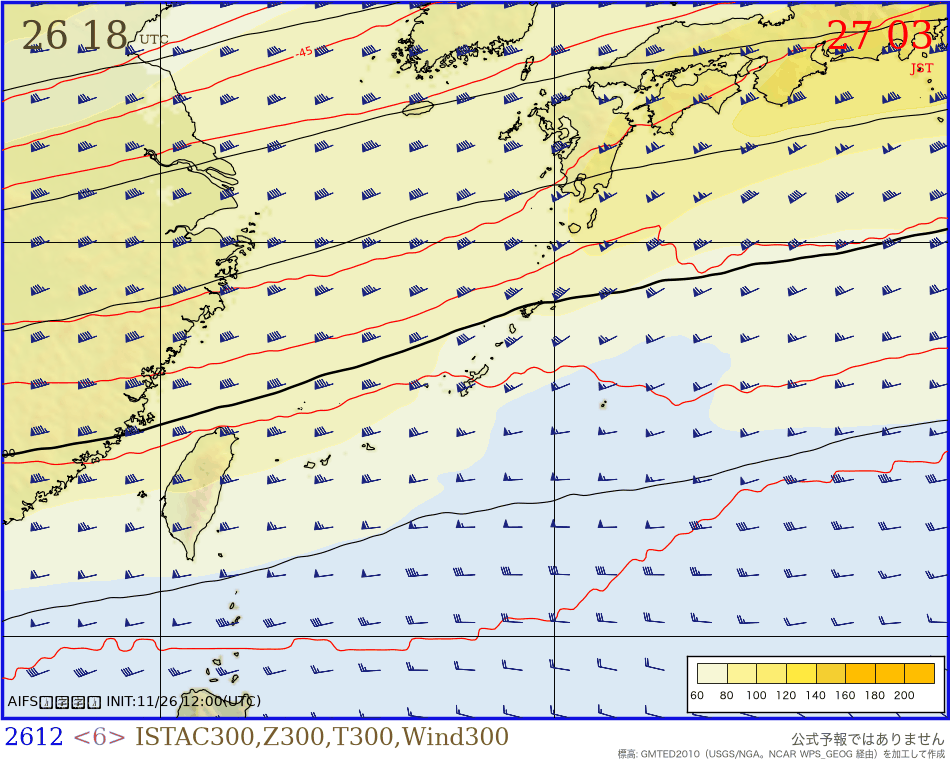 26 18 UTC
27 03
JST
-45
00
60 80 100 120 140 160 180 200
AIFS INIT:11/26 12:00(UTC)
2612 <6> ISTAC300,Z300,T300,Wind300
公式予報ではありません
標高: GMTED2010（USGS/NGA。NCAR WPS_GEOG 経由）を加工して作成